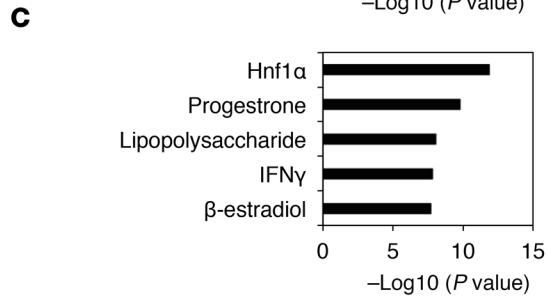 –Log10 (P value)
c
Hnf1α
Progestrone
Lipopolysaccharide
IFNγ
β-estradiol
0 5 10 15
–Log10 (P value)